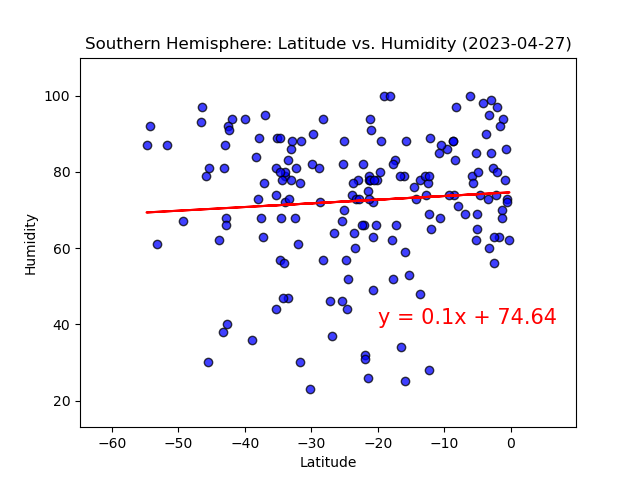 Southern Hemisphere: Latitude vs. Humidity (2023-04-27)
100
80
60
40
20
Humidity
y = 0.1x + 74.64
−60 −50 −40 −30 −20 −10 0
Latitude